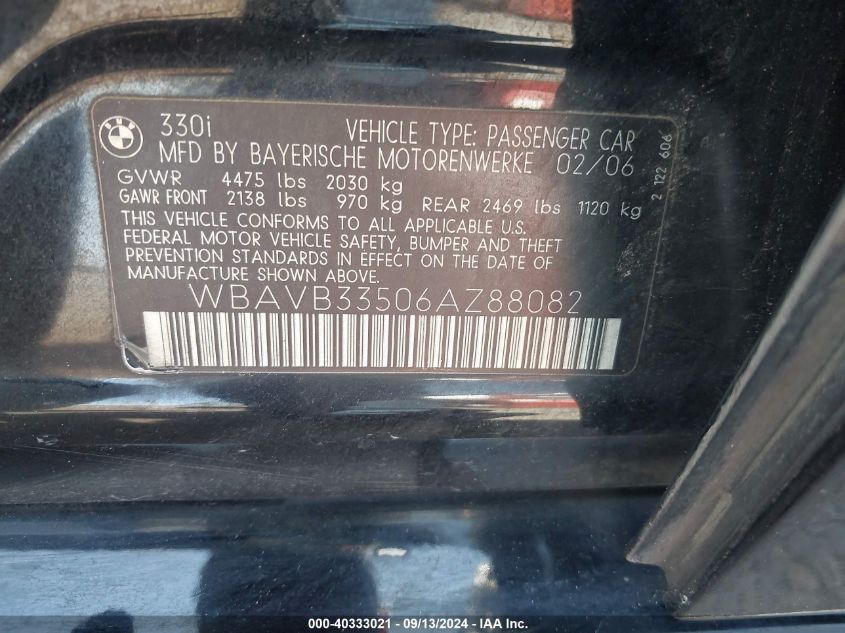 BMW
330i VEHICLE TYPE: PASSENGER CAR
MFD BY BAYERISCHE MOTORENWERKE 02/06
GVWR 4475 lbs 2030 kg
GAWR FRONT 2138 lbs 970 kg REAR 2469 lbs 1120 kg
THIS VEHICLE CONFORMS TO ALL APPLICABLE U.S.
FEDERAL MOTOR VEHICLE SAFETY, BUMPER AND THEFT
PREVENTION STANDARDS IN EFFECT ON THE DATE OF
MANUFACTURE SHOWN ABOVE.
WBAVB33506AZ88082
2 122 606
000-40333021 - 09/13/2024 - IAA Inc.